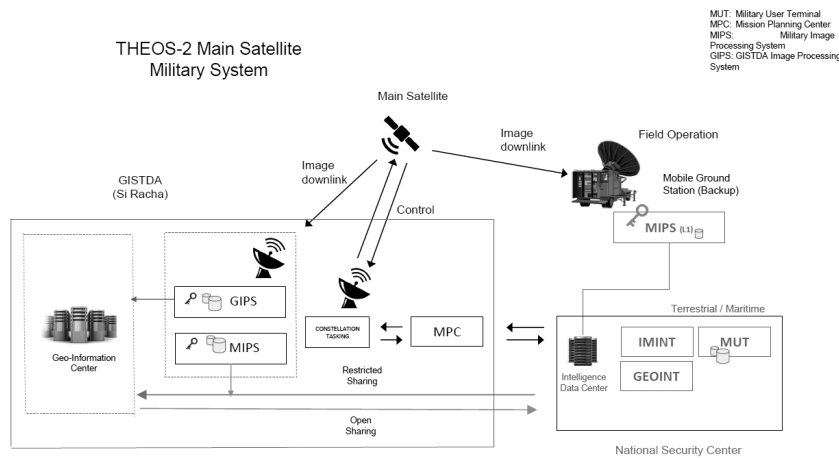 MUT: Military User Terminal
MPC: Mission Planning Center
MIPS: Military Image
Processing System
GIPS: GISTDA Image Processing
System
THEOS-2 Main Satellite
Military System
Main Satellite
Image
downlink
Field Operation
Image
downlink
Mobile Ground
Station (Backup)
GISTDA
(Si Racha)
Control
MIPS (L1)
GIPS
Terrestrial / Maritime
CONSTELLATION
TASKING
MPC
IMINT
MUT
MIPS
Geo-Information
Center
Intelligence
Data Center
GEOINT
Restricted
Sharing
Open
Sharing
National Security Center